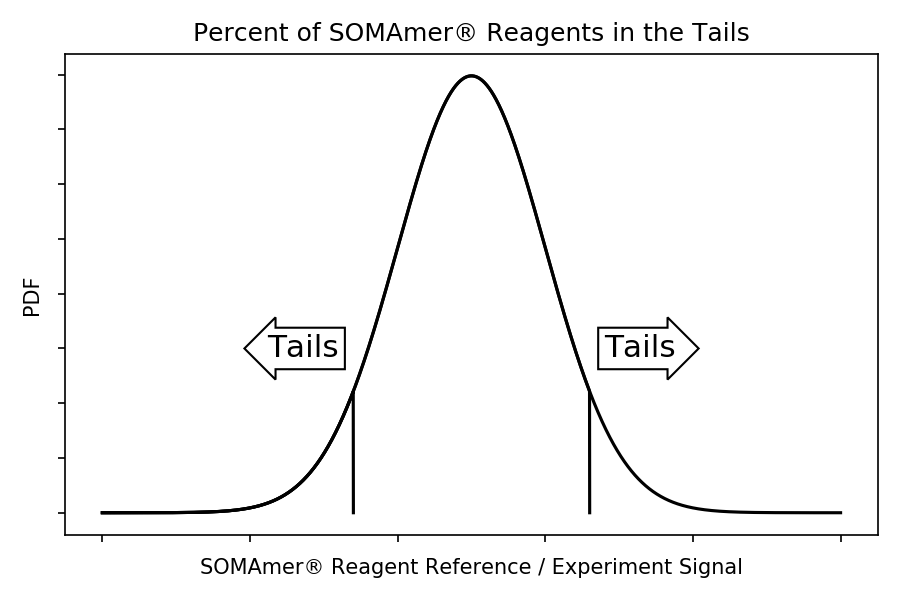 Percent of SOMAmer® Reagents in the Tails
PDF
Tails
Tails
SOMAmer® Reagent Reference / Experiment Signal